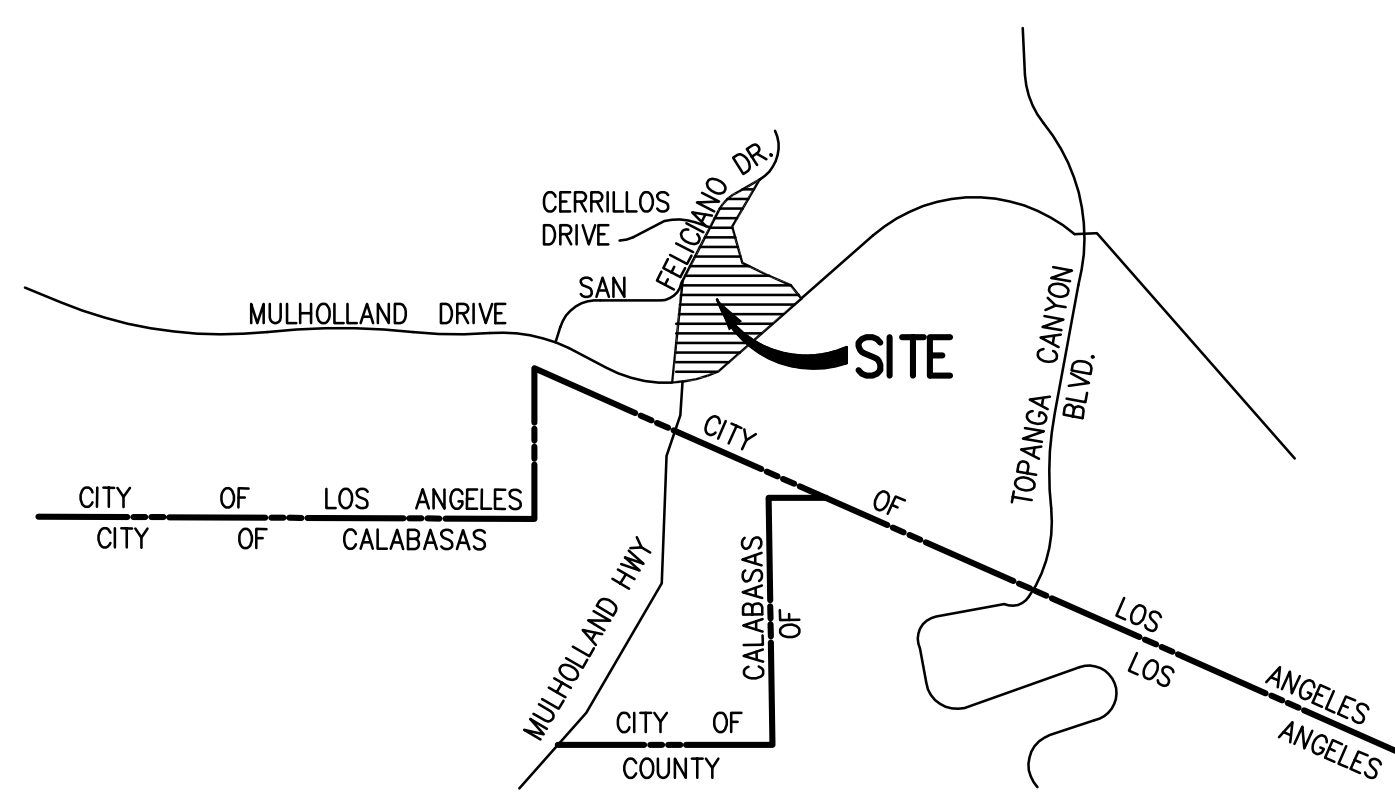 SAN FELICIANO DR.
CERRILLOS
DRIVE
MULHOLLAND DRIVE
SITE
TOPANGA CANYON
BLVD.
CITY OF LOS ANGELES
CITY OF LOS ANGELES
CITY OF CALABASAS
MULHOLLAND HWY
CALABASAS
OF
CITY OF
COUNTY
LOS ANGELES